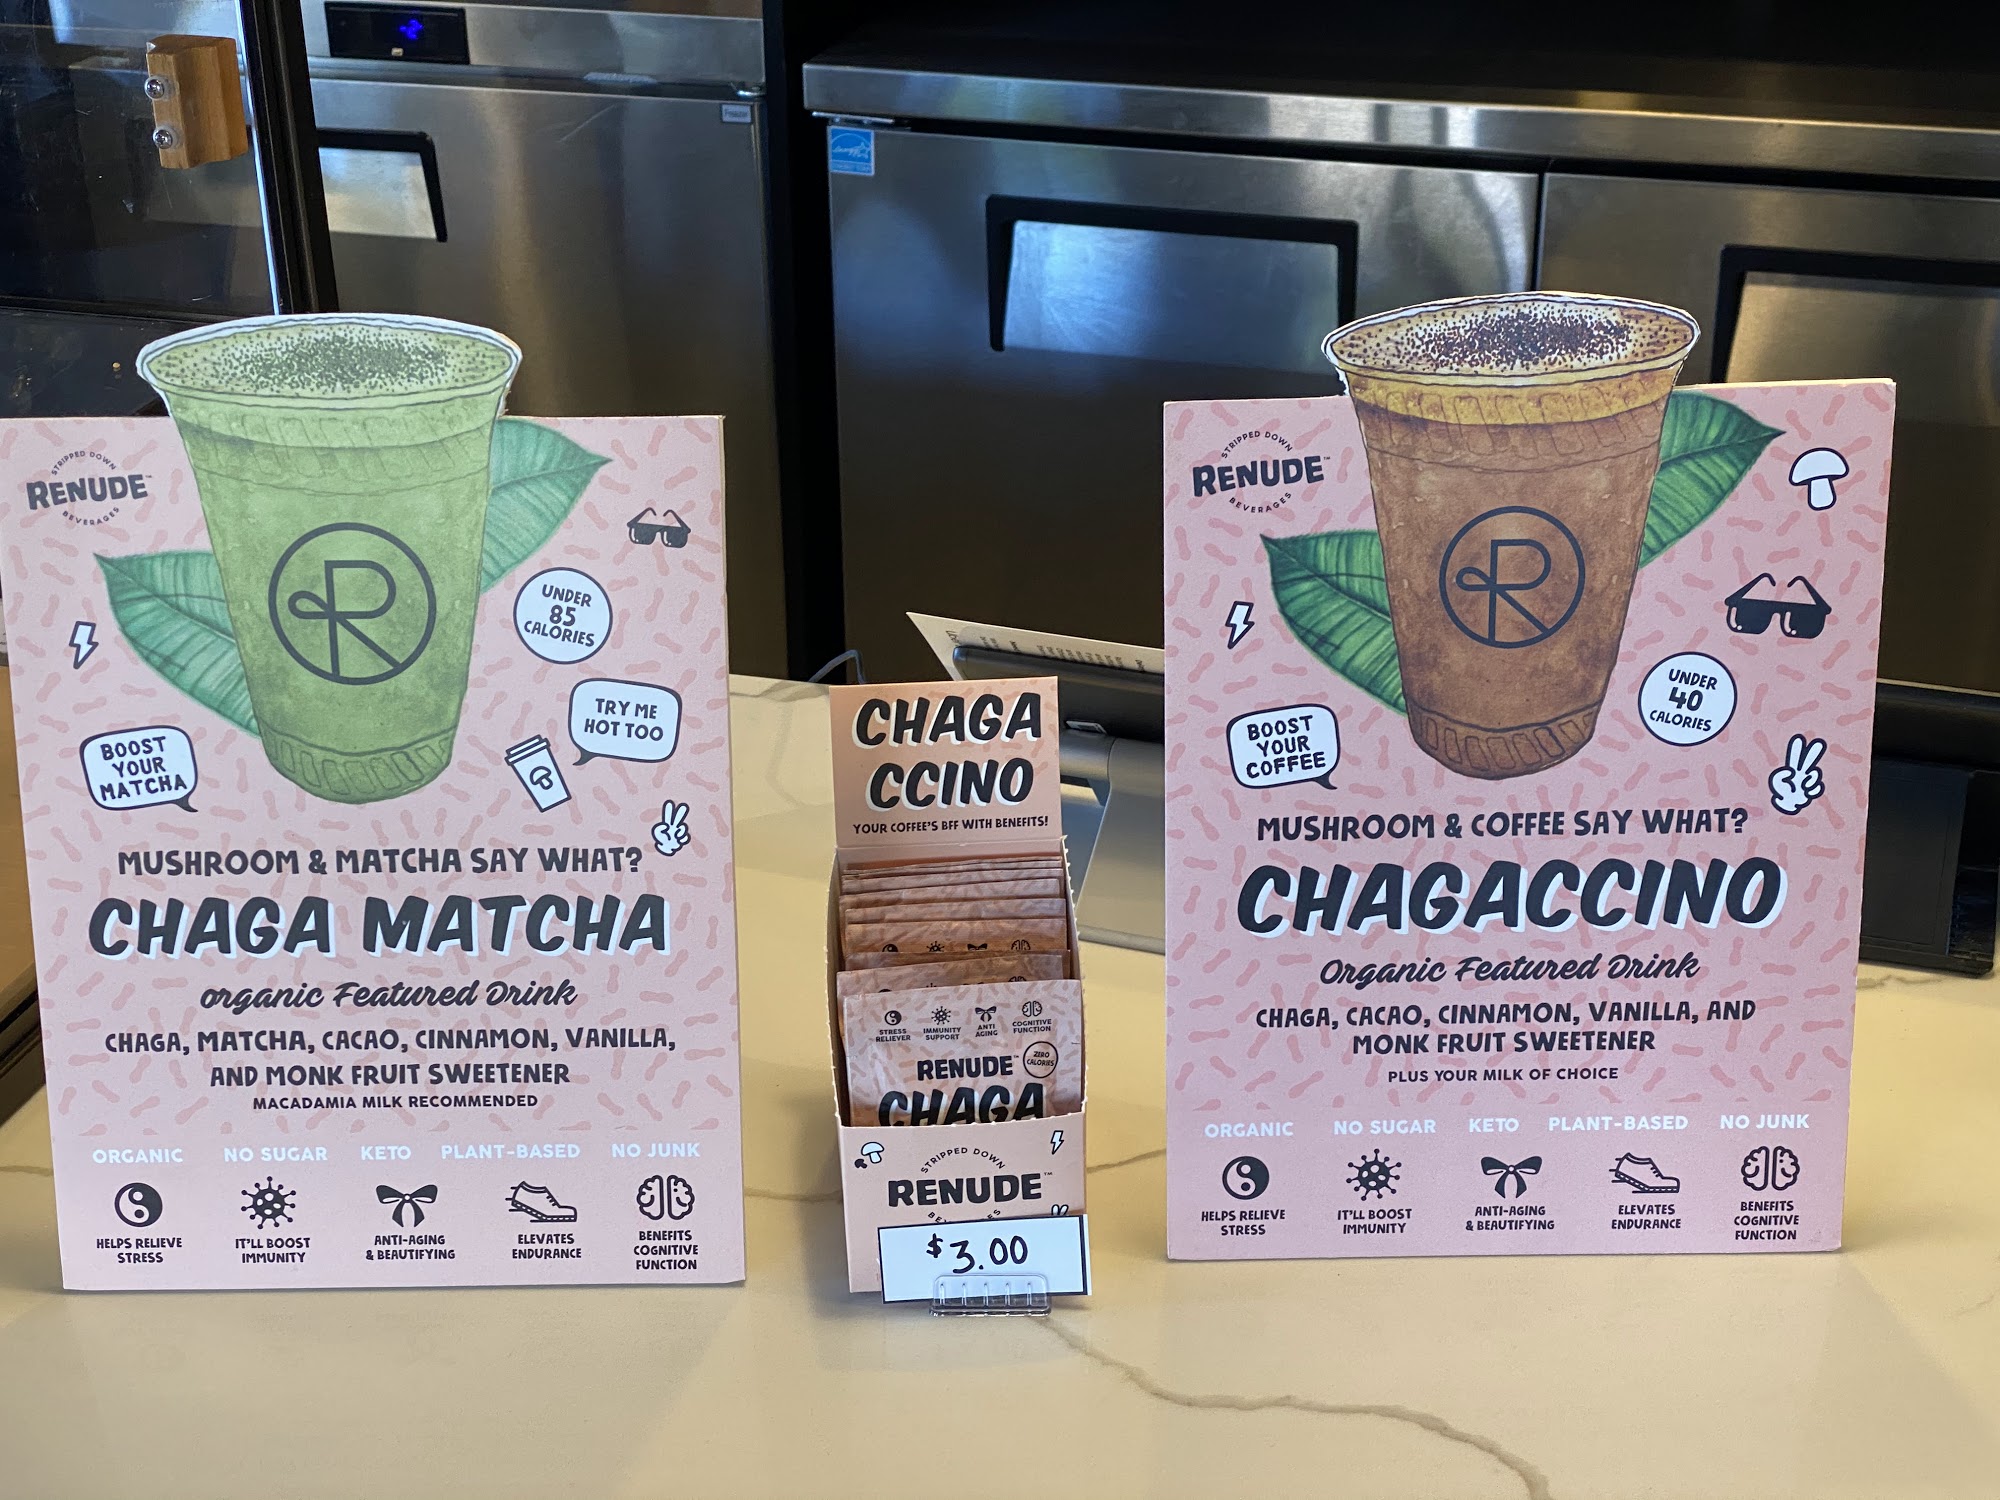 Freezer
STRIPPED DOWN
RENUDE™
BEVERAGES
R
UNDER
85
CALORIES
TRY ME
HOT TOO
BOOST
YOUR
MATCHA
MUSHROOM & MATCHA SAY WHAT?
CHAGA MATCHA
organic Featured Drink
CHAGA, MATCHA, CACAO, CINNAMON, VANILLA,
AND MONK FRUIT SWEETENER
MACADAMIA MILK RECOMMENDED
ORGANIC NO SUGAR KETO PLANT-BASED NO JUNK
HELPS RELIEVE
STRESS
IT'LL BOOST
IMMUNITY
ANTI-AGING
& BEAUTIFYING
ELEVATES
ENDURANCE
BENEFITS
COGNITIVE
FUNCTION
CHAGA
CCINO
YOUR COFFEE'S BFF WITH BENEFITS!
STRESS
RELIEVER
IMMUNITY
SUPPORT
ANTI
AGING
COGNITIVE
FUNCTION
RENUDE™
ZERO
CALORIES
CHAGA
STRIPPED DOWN
RENUDE™
$3.00
STRIPPED DOWN
RENUDE™
BEVERAGES
R
UNDER
40
CALORIES
BOOST
YOUR
COFFEE
MUSHROOM & COFFEE SAY WHAT?
CHAGACCINO
Organic Featured Drink
CHAGA, CACAO, CINNAMON, VANILLA, AND
MONK FRUIT SWEETENER
PLUS YOUR MILK OF CHOICE
ORGANIC NO SUGAR KETO PLANT-BASED NO JUNK
HELPS RELIEVE
STRESS
IT'LL BOOST
IMMUNITY
ANTI-AGING
& BEAUTIFYING
ELEVATES
ENDURANCE
BENEFITS
COGNITIVE
FUNCTION